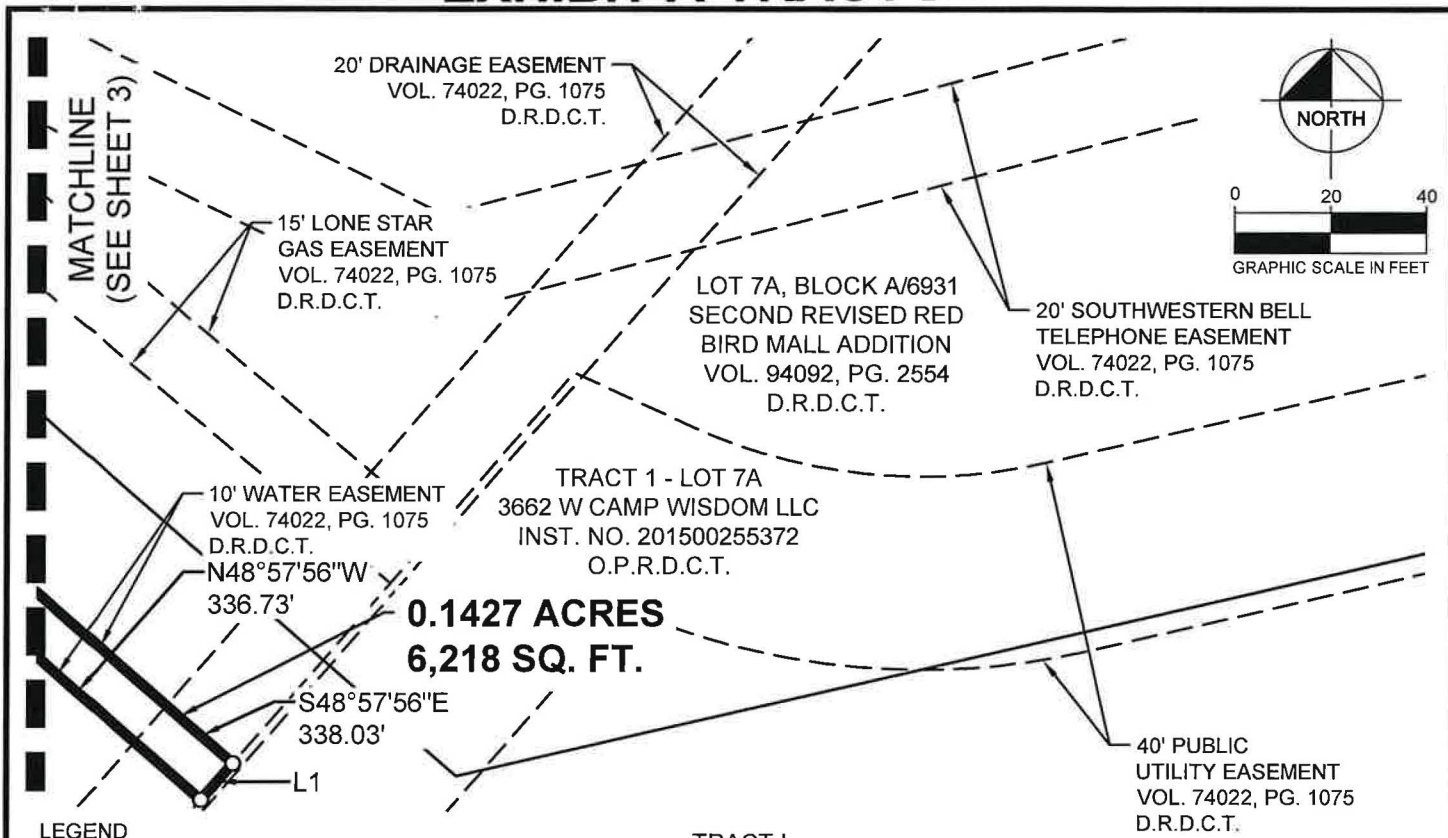 MATCHLINE
(SEE SHEET 3)
20' DRAINAGE EASEMENT
VOL. 74022, PG. 1075
D.R.D.C.T.
NORTH
0 20 40
GRAPHIC SCALE IN FEET
15' LONE STAR
GAS EASEMENT
VOL. 74022, PG. 1075
D.R.D.C.T.
LOT 7A, BLOCK A/6931
SECOND REVISED RED
BIRD MALL ADDITION
VOL. 94092, PG. 2554
D.R.D.C.T.
20' SOUTHWESTERN BELL
TELEPHONE EASEMENT
VOL. 74022, PG. 1075
D.R.D.C.T.
TRACT 1 - LOT 7A
3662 W CAMP WISDOM LLC
INST. NO. 201500255372
O.P.R.D.C.T.
10' WATER EASEMENT
VOL. 74022, PG. 1075
D.R.D.C.T.
N48°57'56"W
336.73'
0.1427 ACRES
6,218 SQ. FT.
S48°57'56"E
338.03'
L1
40' PUBLIC
UTILITY EASEMENT
VOL. 74022, PG. 1075
D.R.D.C.T.
LEGEND